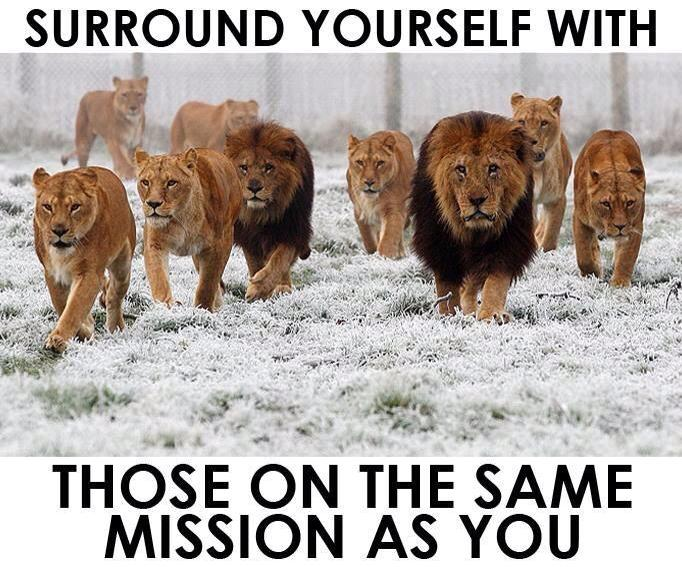 SURROUND YOURSELF WITH
THOSE ON THE SAME
MISSION AS YOU